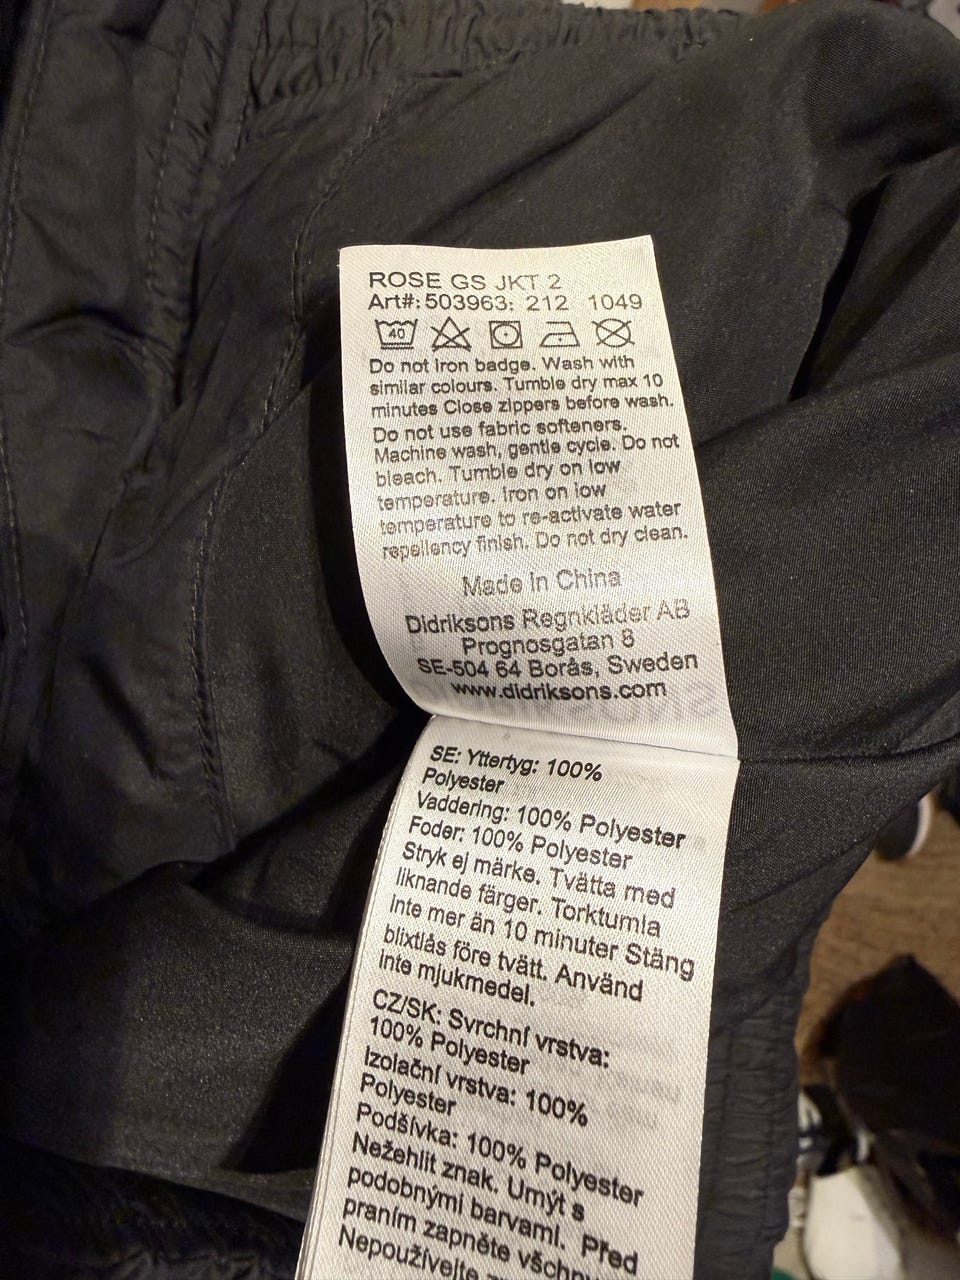 ROSE GS JKT 2
Art#: 503963: 212 1049
40
Do not iron badge. Wash with
similar colours. Tumble dry max 10
minutes Close zippers before wash.
Do not use fabric softeners.
Machine wash, gentle cycle. Do not
bleach. Tumble dry on low
temperature. Iron on low
temperature to re-activate water
repellency finish. Do not dry clean.
Made in China
Didriksons Regnkläder AB
Prognosgatan 8
SE-504 64 Borås, Sweden
www.didriksons.com
SE: Yttertyg: 100%
Polyester
Vaddering: 100% Polyester
Foder: 100% Polyester
Stryk ej märke. Tvätta med
liknande färger. Torktumla
inte mer än 10 minuter Stäng
blixtlås före tvätt. Använd
inte mjukmedel.
CZ/SK: Svrchní vrstva:
100% Polyester
Izolační vrstva: 100%
Polyester
Podšívka: 100% Polyester
Nežehlit znak. Umýt s
podobnými barvami. Před
praním zapněte všechny
Nepoužívejte